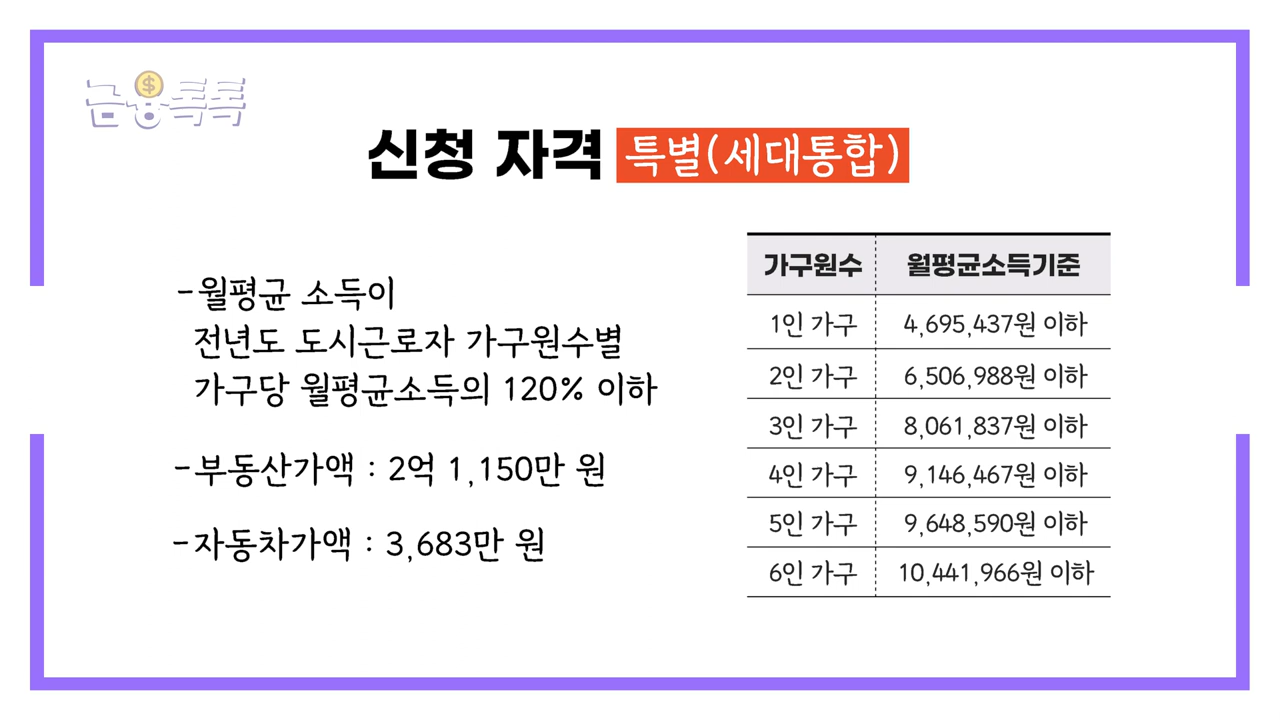 금융톡톡
신청 자격 특별(세대통합)
-월평균 소득이
전년도 도시근로자 가구원수별
가구당 월평균소득의 120% 이하
-부동산가액 : 2억 1,150만 원
-자동차가액 : 3,683만 원
가구원수 월평균소득기준
1인 가구 4,695,437원 이하
2인 가구 6,506,988원 이하
3인 가구 8,061,837원 이하
4인 가구 9,146,467원 이하
5인 가구 9,648,590원 이하
6인 가구 10,441,966원 이하